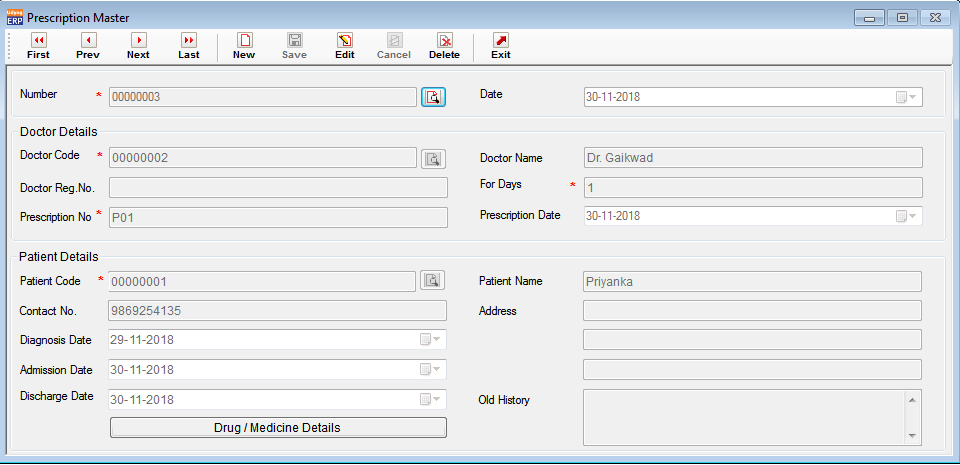 Udyog ERP Prescription Master
First Prev Next Last New Save Edit Cancel Delete Exit
Number * 00000003 Date 30-11-2018
Doctor Details
Doctor Code * 00000002 Doctor Name Dr. Gaikwad
Doctor Reg.No. For Days * 1
Prescription No * P01 Prescription Date 30-11-2018
Patient Details
Patient Code * 00000001 Patient Name Priyanka
Contact No. 9869254135 Address
Diagnosis Date 29-11-2018
Admission Date 30-11-2018
Discharge Date 30-11-2018 Old History
Drug / Medicine Details